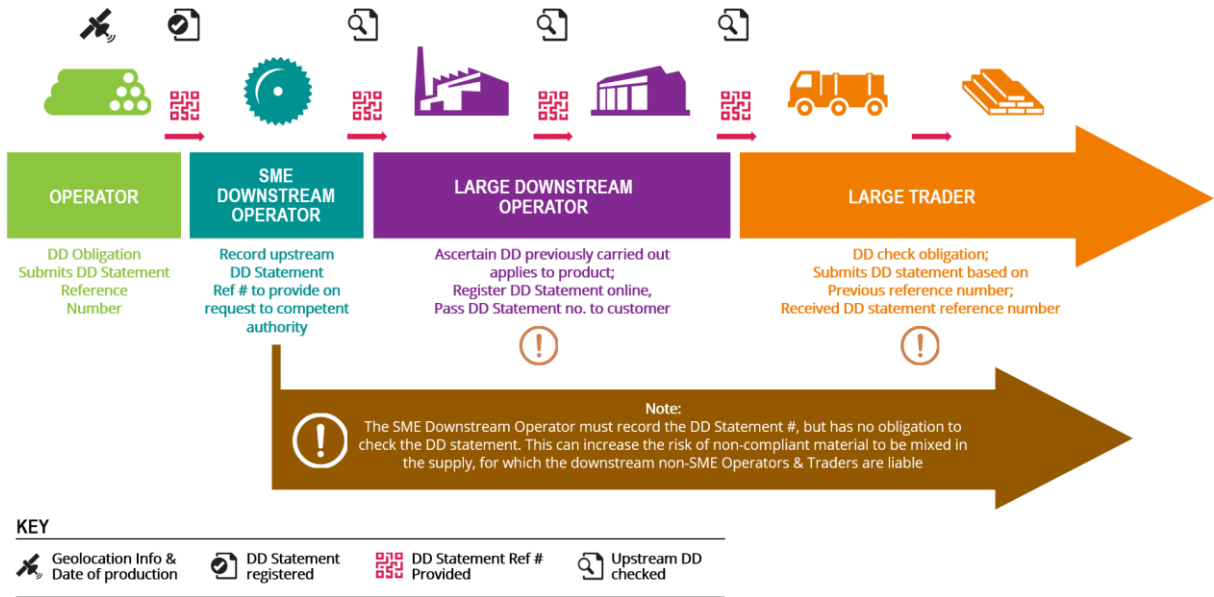 OPERATOR
SME
DOWNSTREAM
OPERATOR
LARGE DOWNSTREAM
OPERATOR
LARGE TRADER
DD Obligation
Submits DD Statement
Reference
Number
Record upstream
DD Statement
Ref # to provide on
request to competent
authority
Ascertain DD previously carried out
applies to product;
Register DD Statement online,
Pass DD Statement no. to customer
DD check obligation;
Submits DD statement based on
Previous reference number;
Received DD statement reference number
Note:
The SME Downstream Operator must record the DD Statement #, but has no obligation to
check the DD statement. This can increase the risk of non-compliant material to be mixed in
the supply, for which the downstream non-SME Operators & Traders are liable
KEY
Geolocation Info &
Date of production
DD Statement
registered
DD Statement Ref #
Provided
Upstream DD
checked